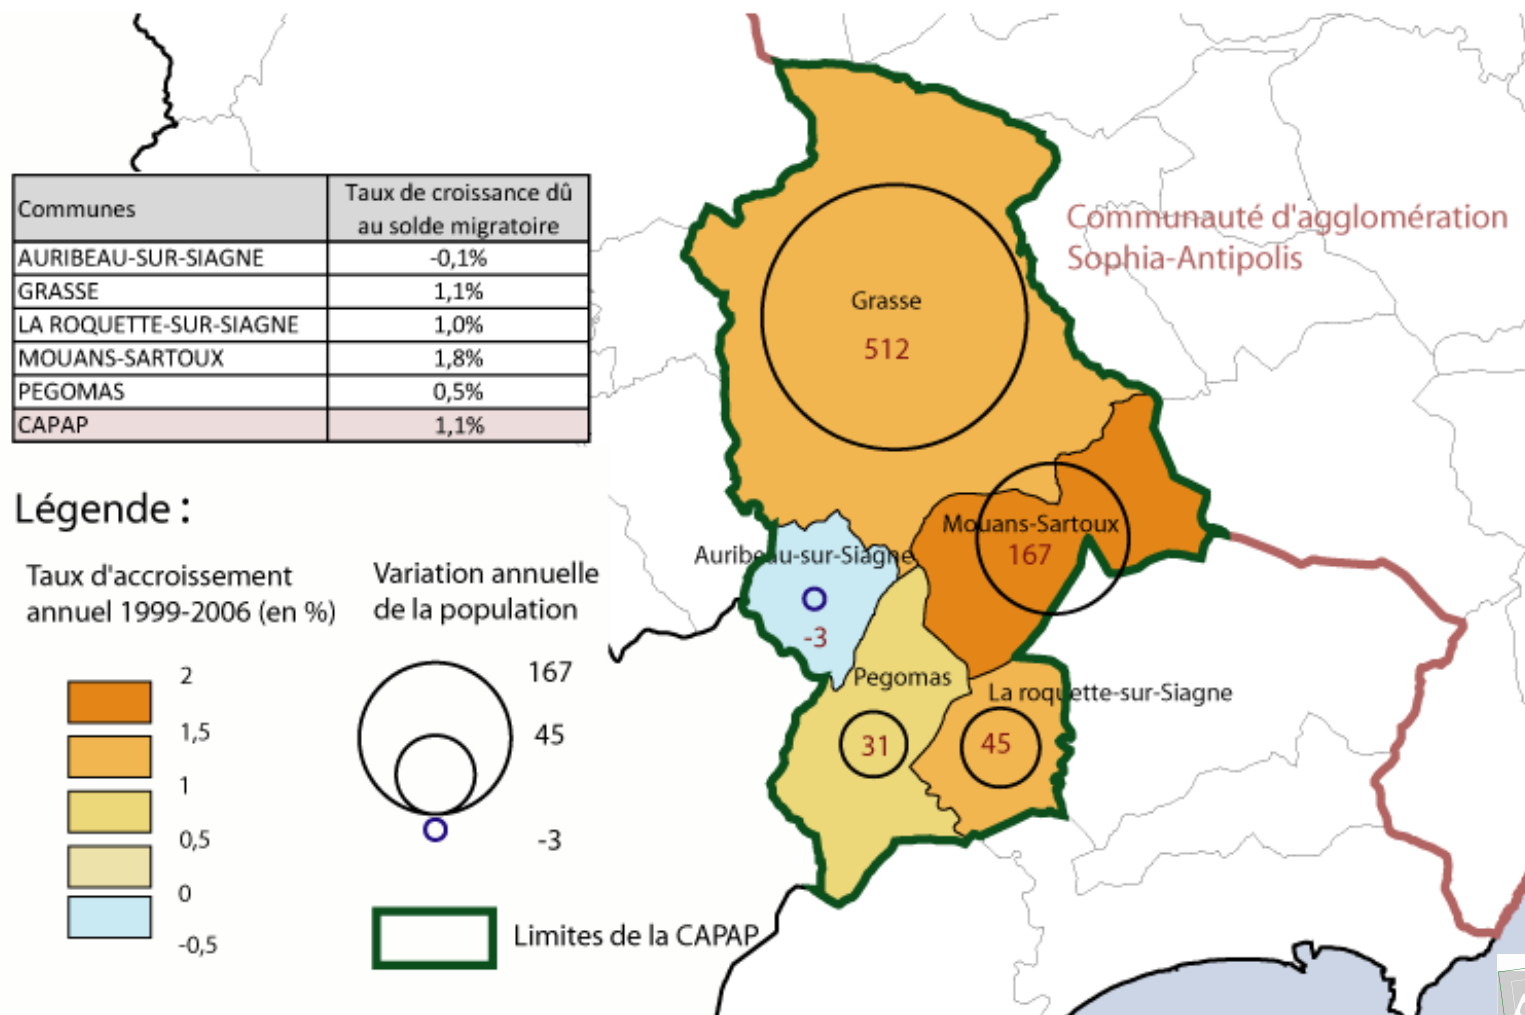 Communes
Taux de croissance dû
au solde migratoire
AURIBEAU-SUR-SIAGNE -0,1%
GRASSE 1,1%
LA ROQUETTE-SUR-SIAGNE 1,0%
MOUANS-SARTOUX 1,8%
PEGOMAS 0,5%
CAPAP 1,1%
Légende :
Taux d'accroissement
annuel 1999-2006 (en %)
2
1,5
1
0,5
0
-0,5
Variation annuelle
de la population
167
45
-3
Limites de la CAPAP
Communauté d'agglomération
Sophia-Antipolis
Grasse
512
Mouans-Sartoux
167
Auribeau-sur-Siagne
-3
Pegomas
31
La roquette-sur-Siagne
45